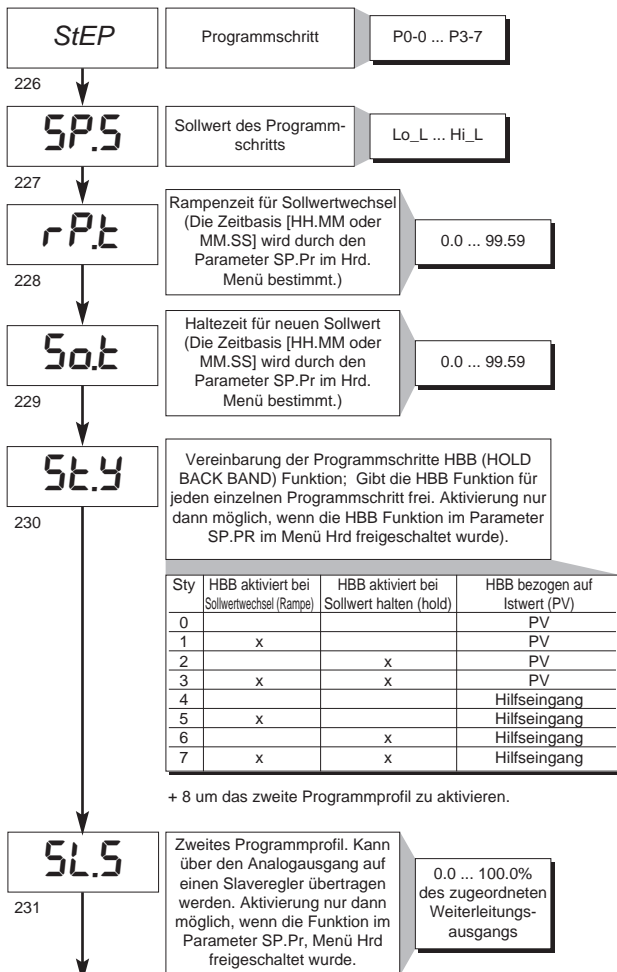 StEP
Programmschritt
P0-0 ... P3-7
226
SP.S
Sollwert des Programm-
schritts
Lo_L ... Hi_L
227
rP.t
Rampenzeit für Sollwertwechsel
(Die Zeitbasis [HH.MM oder
MM.SS] wird durch den
Parameter SP.Pr im Hrd.
Menü bestimmt.)
0.0 ... 99.59
228
So.t
Haltezeit für neuen Sollwert
(Die Zeitbasis [HH.MM oder
MM.SS] wird durch den
Parameter SP.Pr im Hrd.
Menü bestimmt.)
0.0 ... 99.59
229
St.Y
Vereinbarung der Programmschritte HBB (HOLD
BACK BAND) Funktion; Gibt die HBB Funktion für
jeden einzelnen Programmschritt frei. Aktivierung nur
dann möglich, wenn die HBB Funktion im Parameter
SP.PR im Menü Hrd freigeschaltet wurde).
230
Sty HBB aktiviert bei HBB aktiviert bei HBB bezogen auf
Sollwertwechsel (Rampe) Sollwert halten (hold) Istwert (PV)
0 PV
1 x PV
2 x PV
3 x x PV
4 Hilfseingang
5 x Hilfseingang
6 x Hilfseingang
7 x x Hilfseingang
+ 8 um das zweite Programmprofil zu aktivieren.
SL.S
Zweites Programmprofil. Kann
über den Analogausgang auf
einen Slaveregler übertragen
werden. Aktivierung nur dann
möglich, wenn die Funktion im
Parameter SP.Pr, Menü Hrd
freigeschaltet wurde.
0.0 ... 100.0%
des zugeordneten
Weiterleitungs-
ausgangs
231